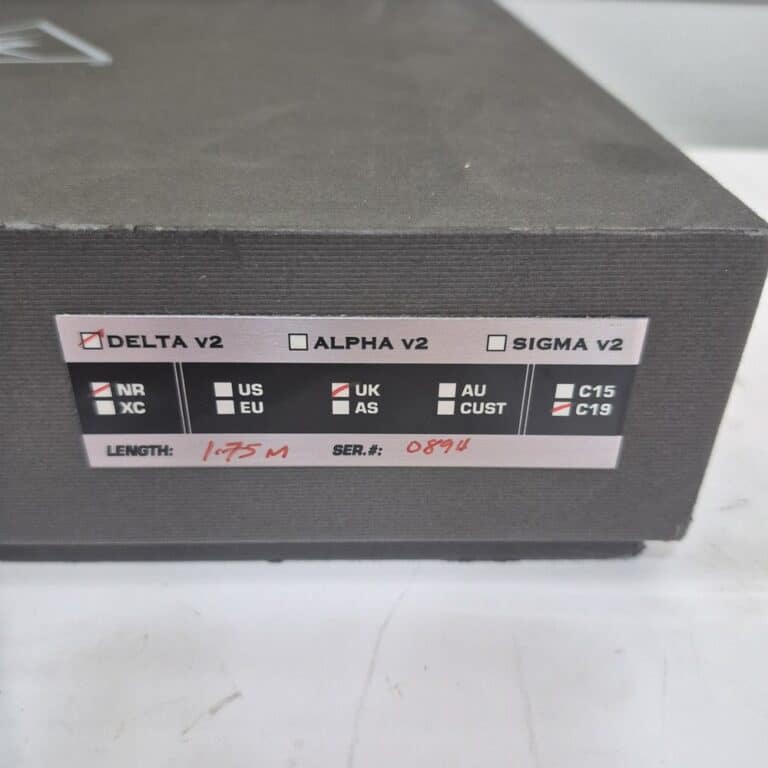 DELTA v2 ALPHA v2 SIGMA v2
NR US UK AU C15
XC EU AS CUST C19
LENGTH: 1.75 M SER.#: 0894